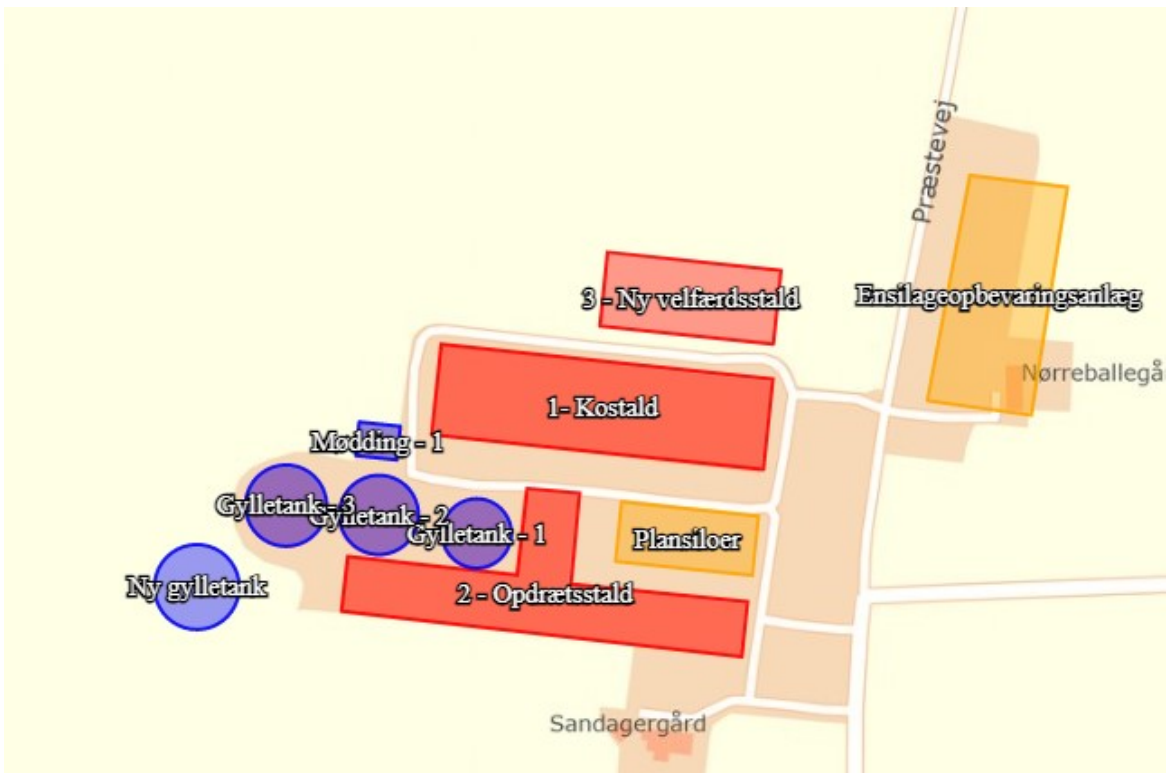 Præstevej
3 - Ny velfærdsstald
Ensilageopbevaringsanlæg
Nørreballegå
1- Kostald
Mødding - 1
Gylletank - 3
Gylletank - 2
Gylletank - 1
Plansiloer
Ny gylletank
2 - Opdrætsstald
Sandagergård